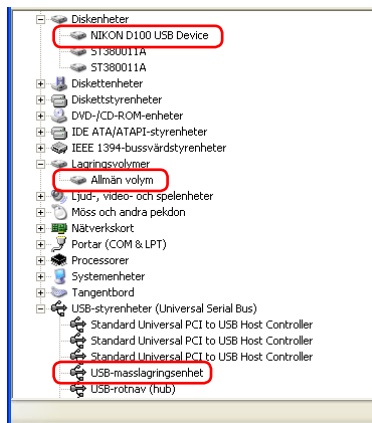 Diskenheter
NIKON D100 USB Device
ST380011A
ST380011A
Diskettenheter
Diskettstyrenheter
DVD-/CD-ROM-enheter
IDE ATA/ATAPI-styrenheter
IEEE 1394-bussvärdstyrenheter
Lagringsvolymer
Allmän volym
Ljud-, video- och spelenheter
Möss och andra pekdon
Nätverkskort
Portar (COM & LPT)
Processorer
Systemenheter
Tangentbord
USB-styrenheter (Universal Serial Bus)
Standard Universal PCI to USB Host Controller
Standard Universal PCI to USB Host Controller
Standard Universal PCI to USB Host Controller
USB-masslagringsenhet
USB-rotnav (hub)